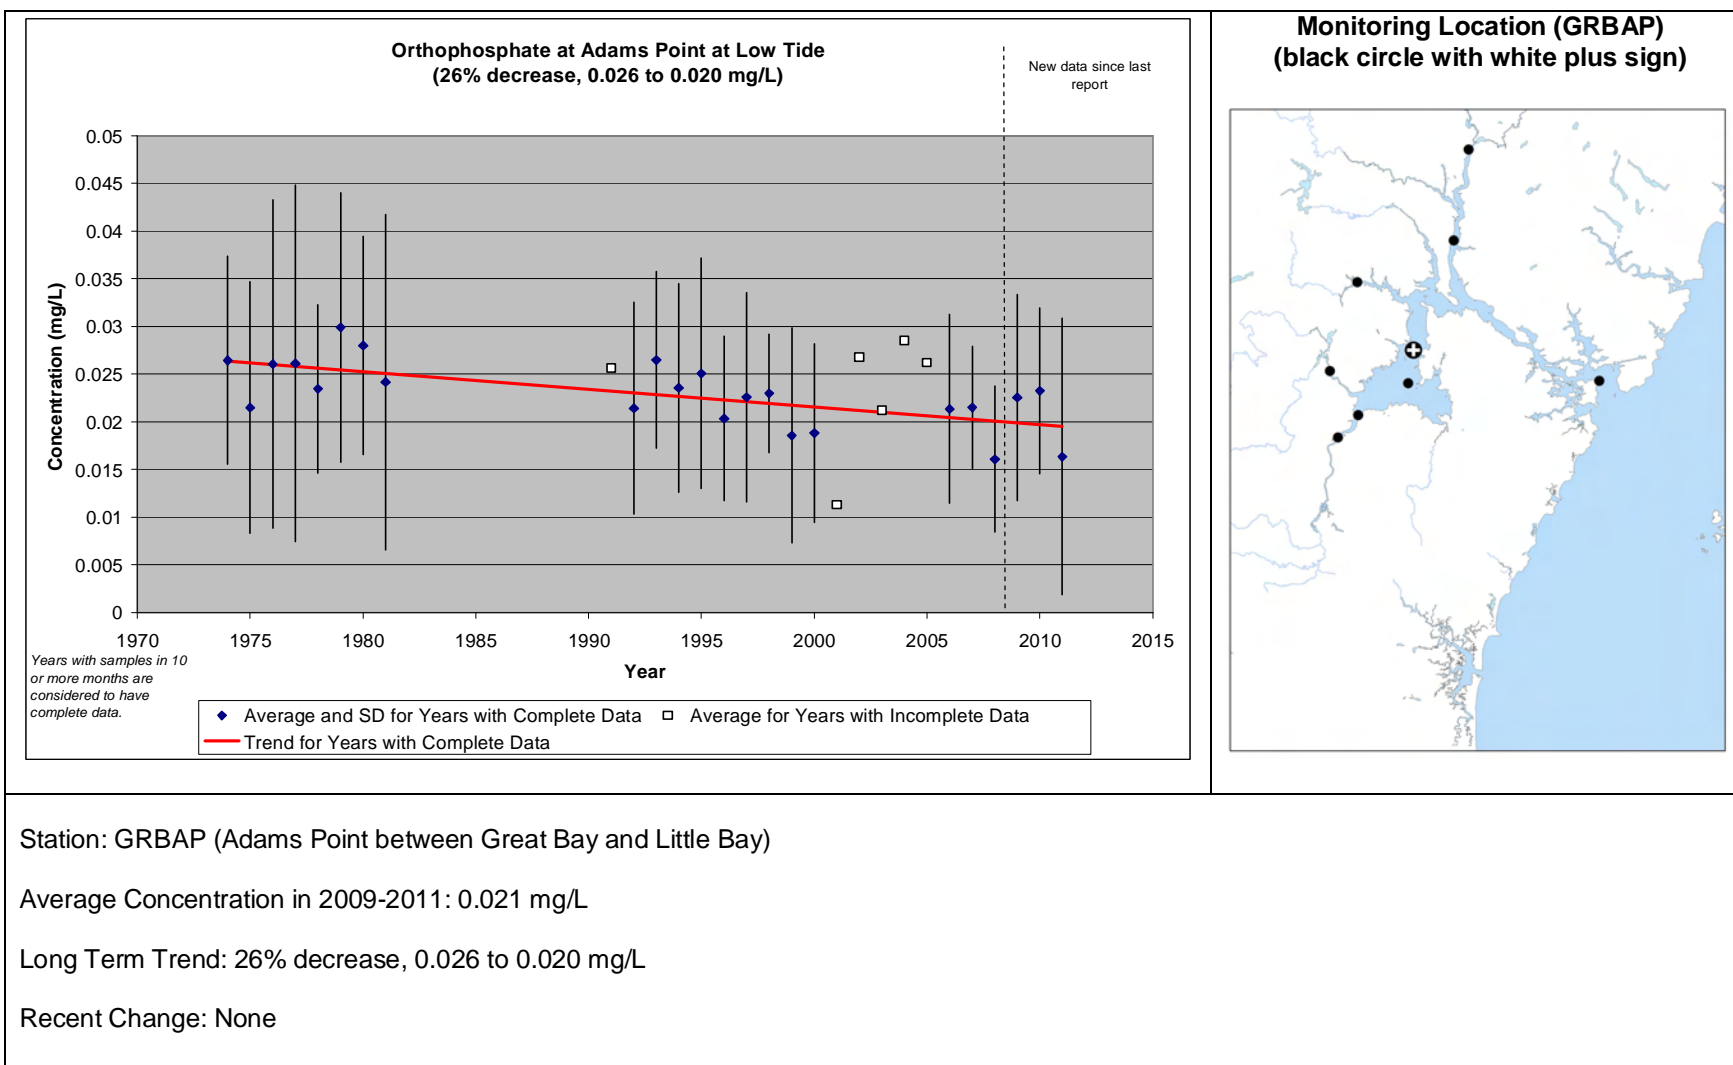 Orthophosphate at Adams Point at Low Tide
(26% decrease, 0.026 to 0.020 mg/L)
New data since last
report
0.05
0.045
0.04
0.035
0.03
0.025
0.02
0.015
0.01
0.005
0
Concentration (mg/L)
1970 1975 1980 1985 1990 1995 2000 2005 2010 2015
Year
Years with samples in 10
or more months are
considered to have
complete data.
Average and SD for Years with Complete Data Average for Years with Incomplete Data
Trend for Years with Complete Data
Monitoring Location (GRBAP)
(black circle with white plus sign)
Station: GRBAP (Adams Point between Great Bay and Little Bay)
Average Concentration in 2009-2011: 0.021 mg/L
Long Term Trend: 26% decrease, 0.026 to 0.020 mg/L
Recent Change: None